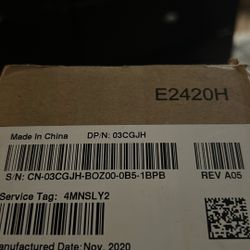 E2420H
Made In China DP/N: 03CGJH
S/N: CN-03CGJH-BOZ00-0B5-1BPB REV A05
Service Tag: 4MNSLY2
Manufactured Date: Nov. 2020